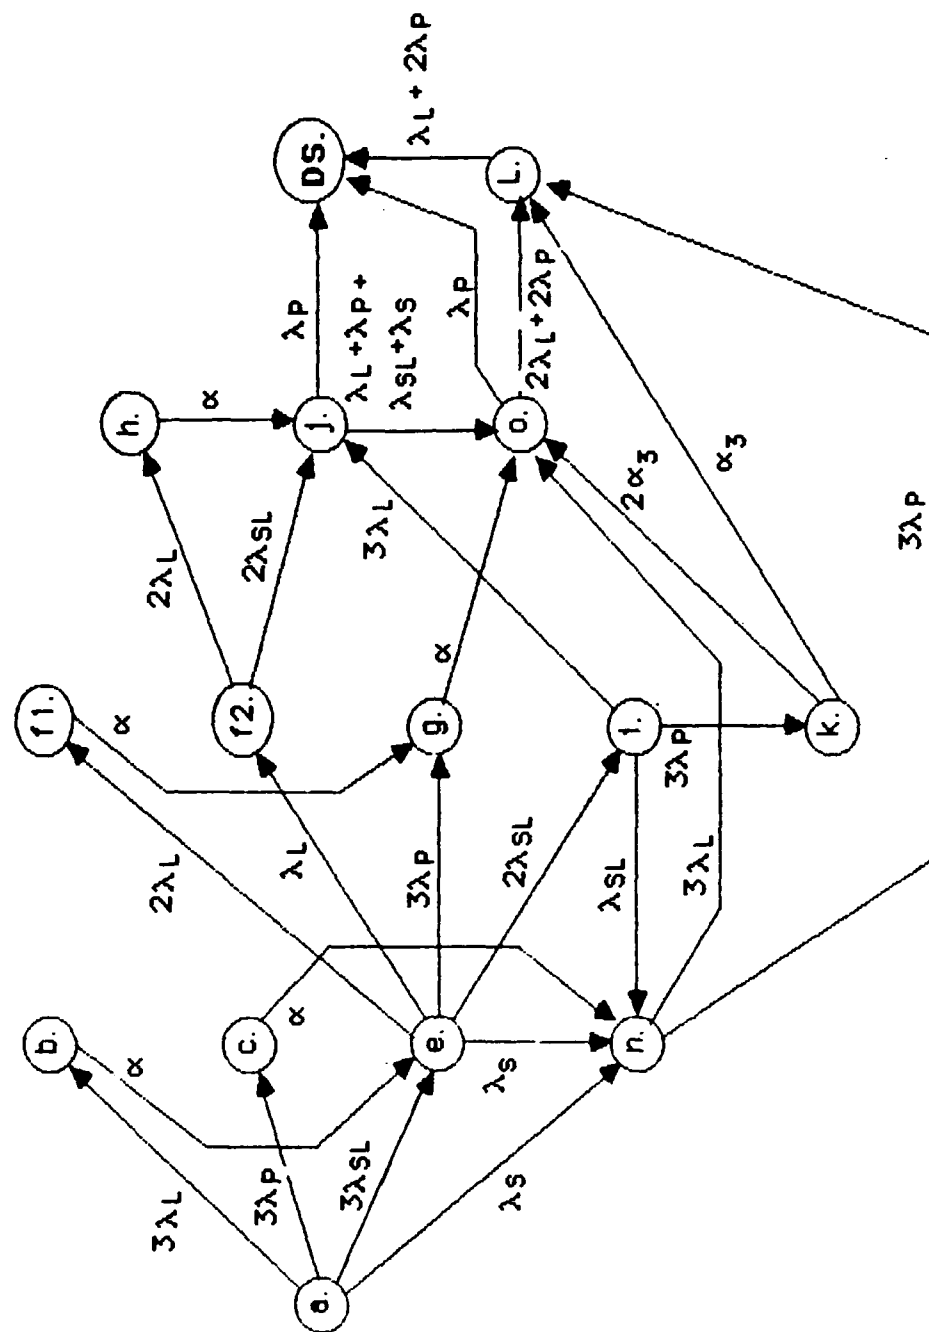 a.
3λL
3λP
3λSL
λS
b.
α
c.
α
e.
2λL
λL
3λP
2λSL
λS
n.
3λL
3λP
f1.
α
f2.
2λL
2λSL
g.
α
i.
3λL
λSL
3λP
k.
2α3
α3
h.
α
j.
λP
λL+λP+
λSL+λS
o.
λP
2λL+2λP
L.
λL+2λP
DS.